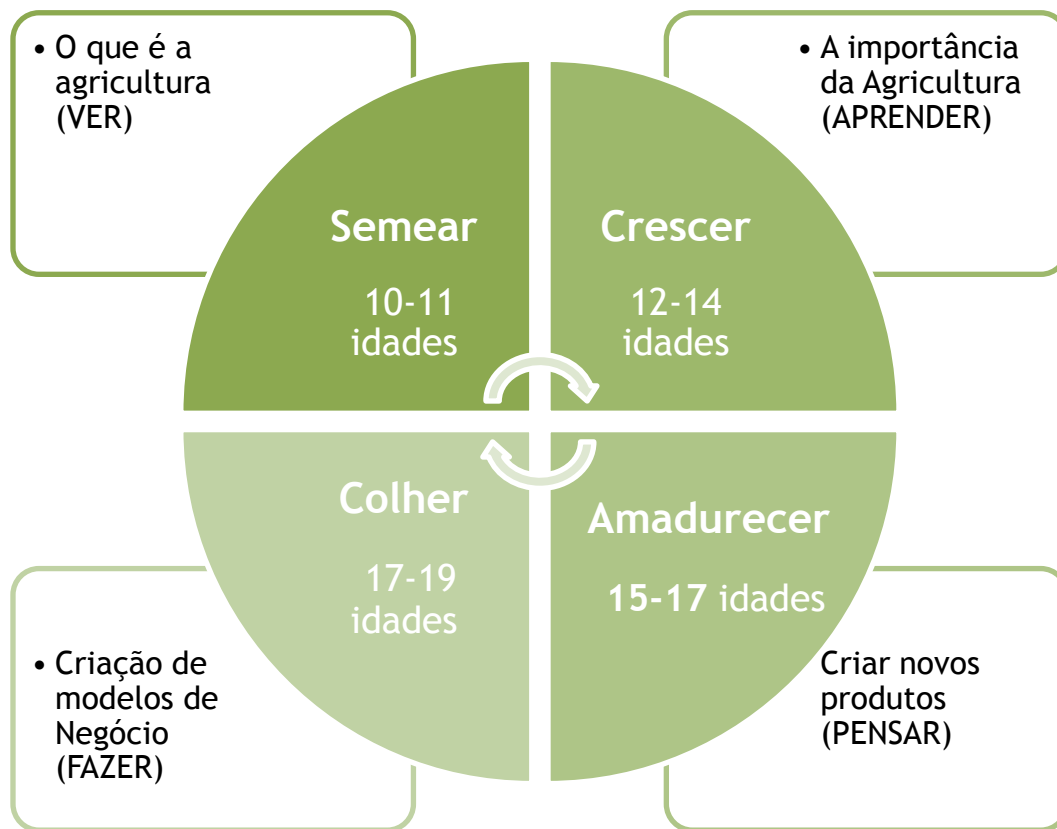 • O que é a
agricultura
(VER)
• A importância
da Agricultura
(APRENDER)
Semear
10-11
idades
Crescer
12-14
idades
Colher
17-19
idades
Amadurecer
15-17 idades
• Criação de
modelos de
Negócio
(FAZER)
Criar novos
produtos
(PENSAR)